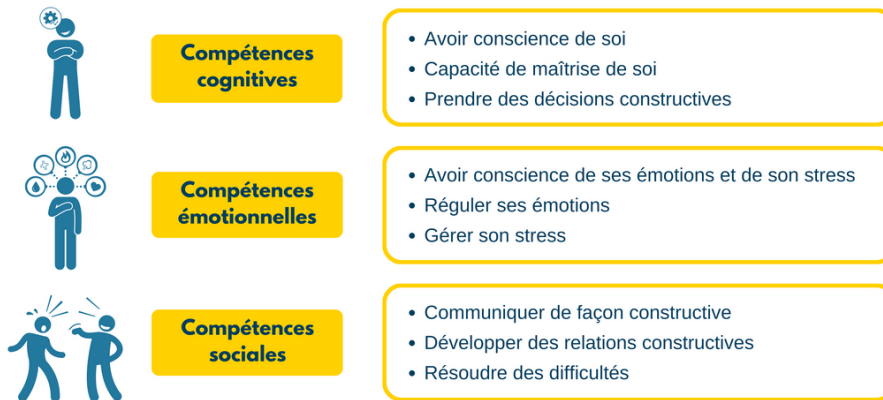 Compétences
cognitives
• Avoir conscience de soi
• Capacité de maîtrise de soi
• Prendre des décisions constructives
Compétences
émotionnelles
• Avoir conscience de ses émotions et de son stress
• Réguler ses émotions
• Gérer son stress
Compétences
sociales
• Communiquer de façon constructive
• Développer des relations constructives
• Résoudre des difficultés